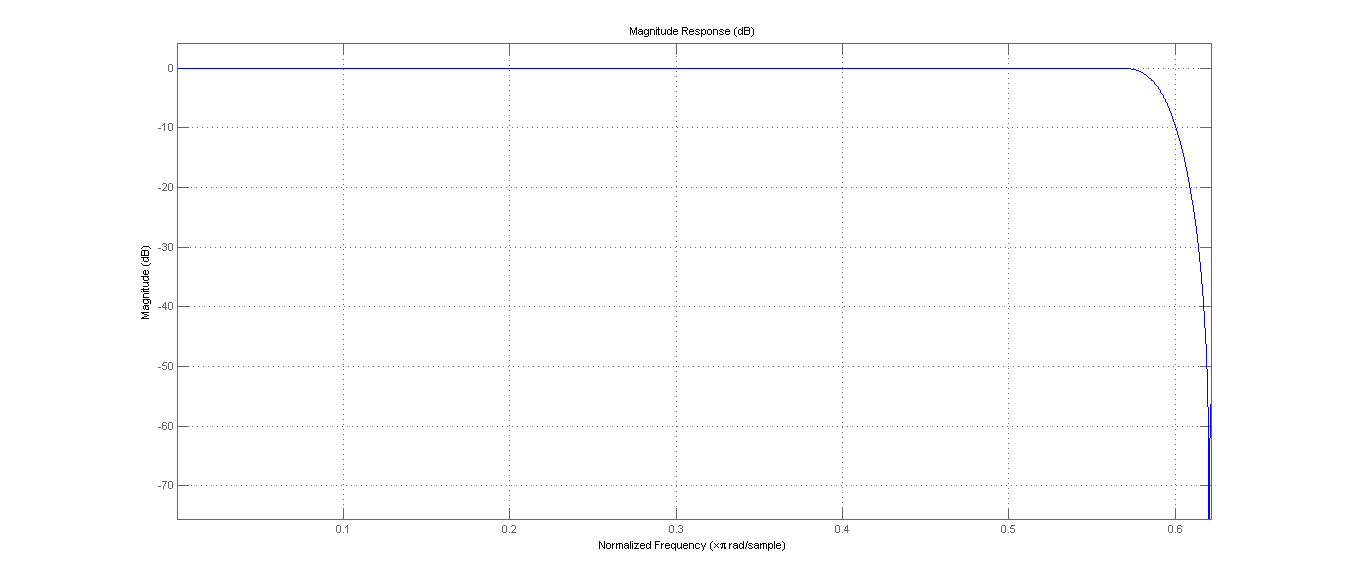 Magnitude Response (dB)
0
-10
-20
-30
-40
-50
-60
-70
Magnitude (dB)
0.1 0.2 0.3 0.4 0.5 0.6
Normalized Frequency (×π rad/sample)